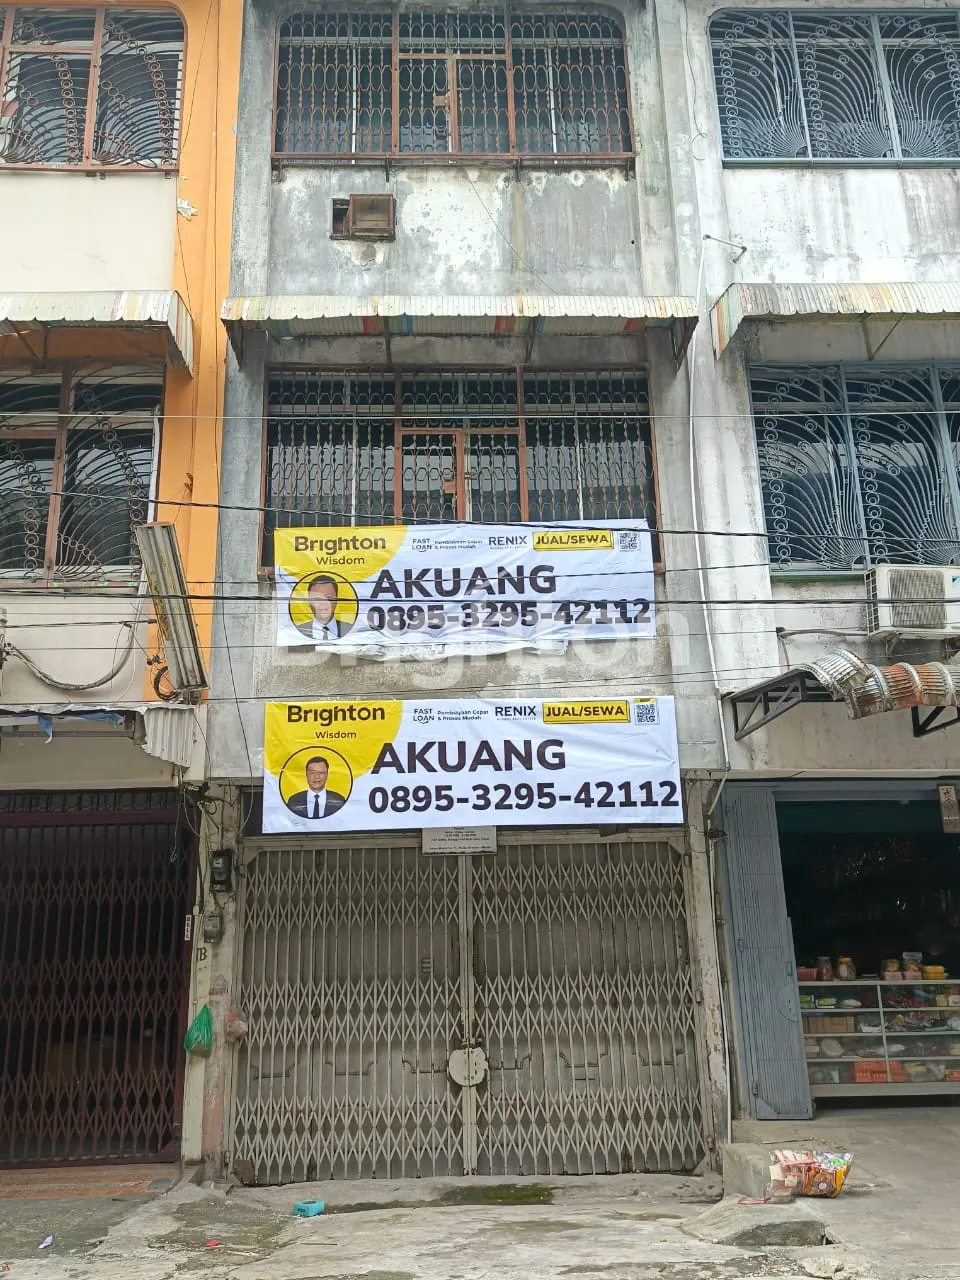 Brighton
Wisdom
FAST LOAN Pembiayaan Cepat & Proses Mudah
RENIX
JUAL/SEWA
AKUANG
0895-3295-42112
Brighton
Brighton
Wisdom
FAST LOAN Pembiayaan Cepat & Proses Mudah
RENIX
JUAL/SEWA
AKUANG
0895-3295-42112